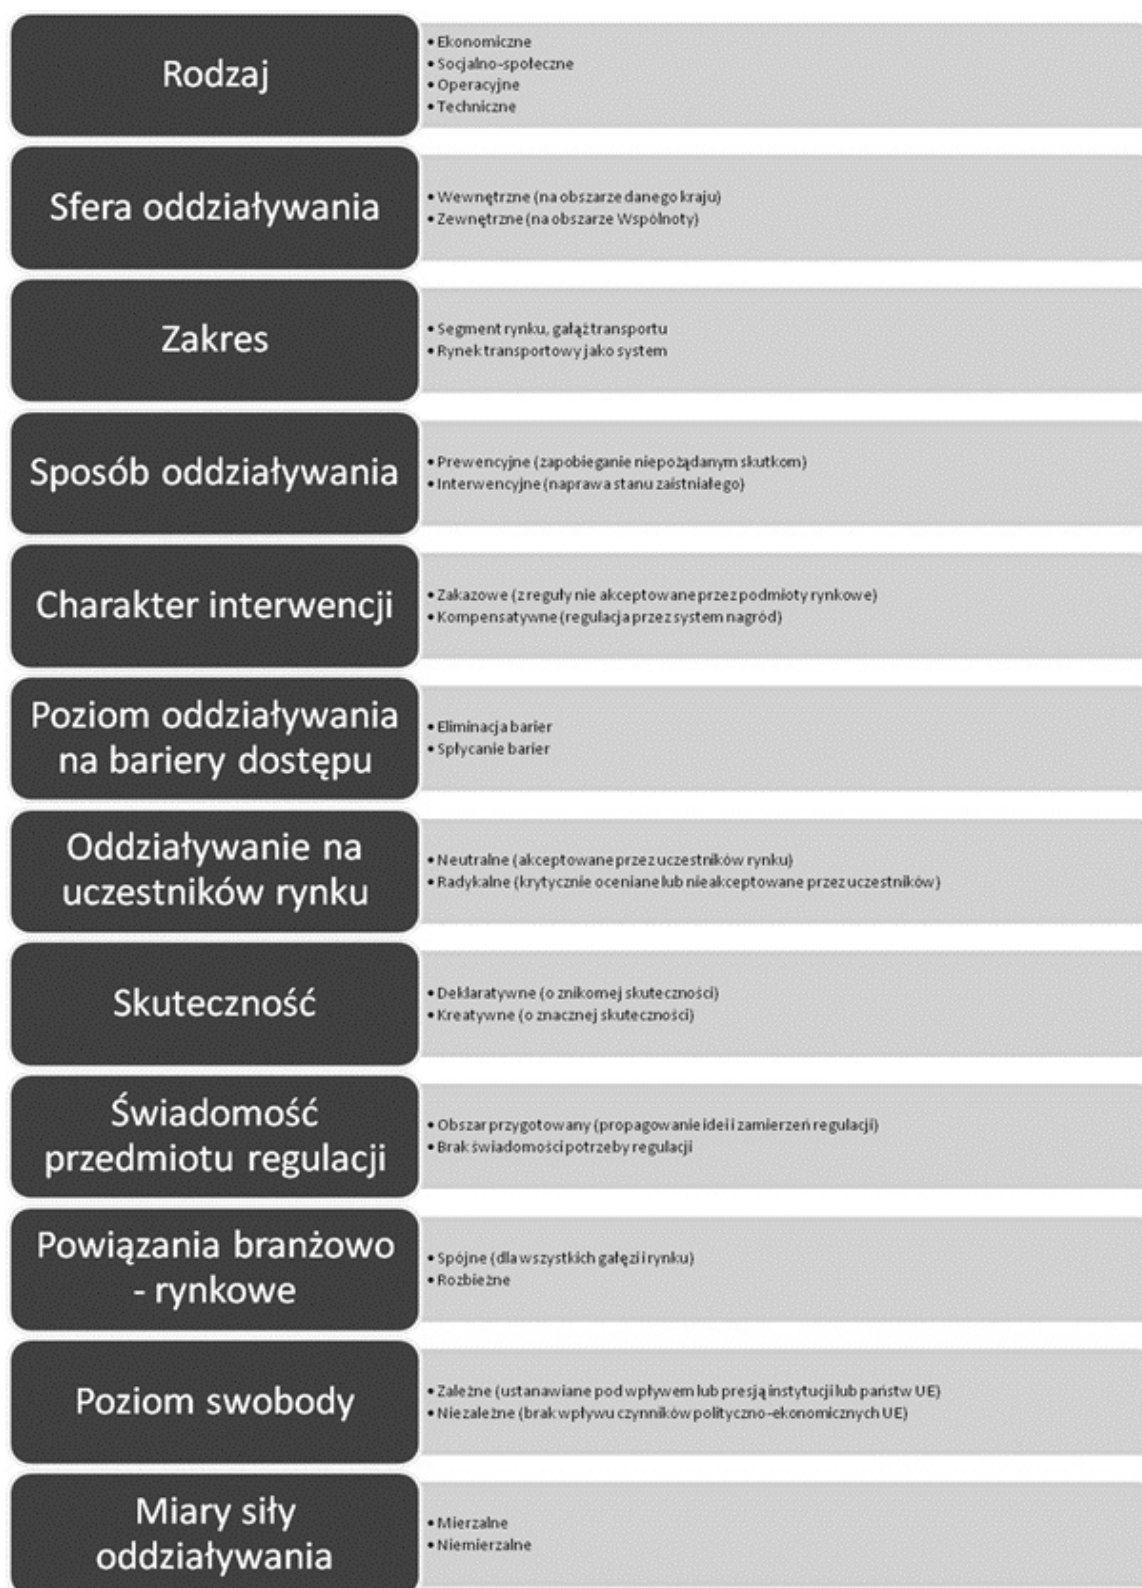 Rodzaj
• Ekonomiczne
• Socjalno-społeczne
• Operacyjne
• Techniczne
Sfera oddziaływania
• Wewnętrzne (na obszarze danego kraju)
• Zewnętrzne (na obszarze Wspólnoty)
Zakres
• Segment rynku, gałąź transportu
• Rynek transportowy jako system
Sposób oddziaływania
• Prewencyjne (zapobieganie niepożądanym skutkom)
• Interwencyjne (naprawa stanu zaistniałego)
Charakter interwencji
• Zakazowe (z reguły nie akceptowane przez podmioty rynkowe)
• Kompensatywne (regulacja przez system nagród)
Poziom oddziaływania
na bariery dostępu
• Eliminacja barier
• Spłycanie barier
Oddziaływanie na
uczestników rynku
• Neutralne (akceptowane przez uczestników rynku)
• Radykalne (krytycznie oceniane lub nieakceptowane przez uczestników)
Skuteczność
• Deklaratywne (o znikomej skuteczności)
• Kreatywne (o znacznej skuteczności)
Świadomość
przedmiotu regulacji
• Obszar przygotowany (propagowanie idei i zamierzeń regulacji)
• Brak świadomości potrzeby regulacji
Powiązania branżowo
- rynkowe
• Spójne (dla wszystkich gałęzi i rynku)
• Rozbieżne
Poziom swobody
• Zależne (ustanawiane pod wpływem lub presją instytucji lub państw UE)
• Niezależne (brak wpływu czynników polityczno-ekonomicznych UE)
Miary siły
oddziaływania
• Mierzalne
• Niemierzalne